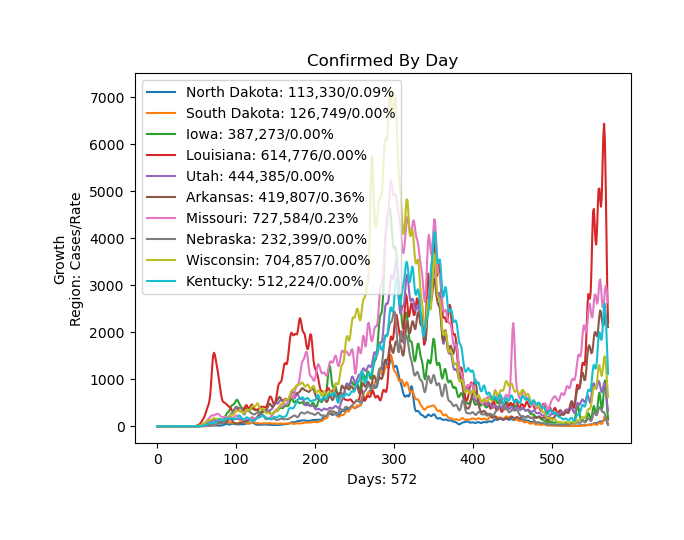 Confirmed By Day
Growth
Region: Cases/Rate
7000
6000
5000
4000
3000
2000
1000
0
North Dakota: 113,330/0.09%
South Dakota: 126,749/0.00%
Iowa: 387,273/0.00%
Louisiana: 614,776/0.00%
Utah: 444,385/0.00%
Arkansas: 419,807/0.36%
Missouri: 727,584/0.23%
Nebraska: 232,399/0.00%
Wisconsin: 704,857/0.00%
Kentucky: 512,224/0.00%
0 100 200 300 400 500
Days: 572